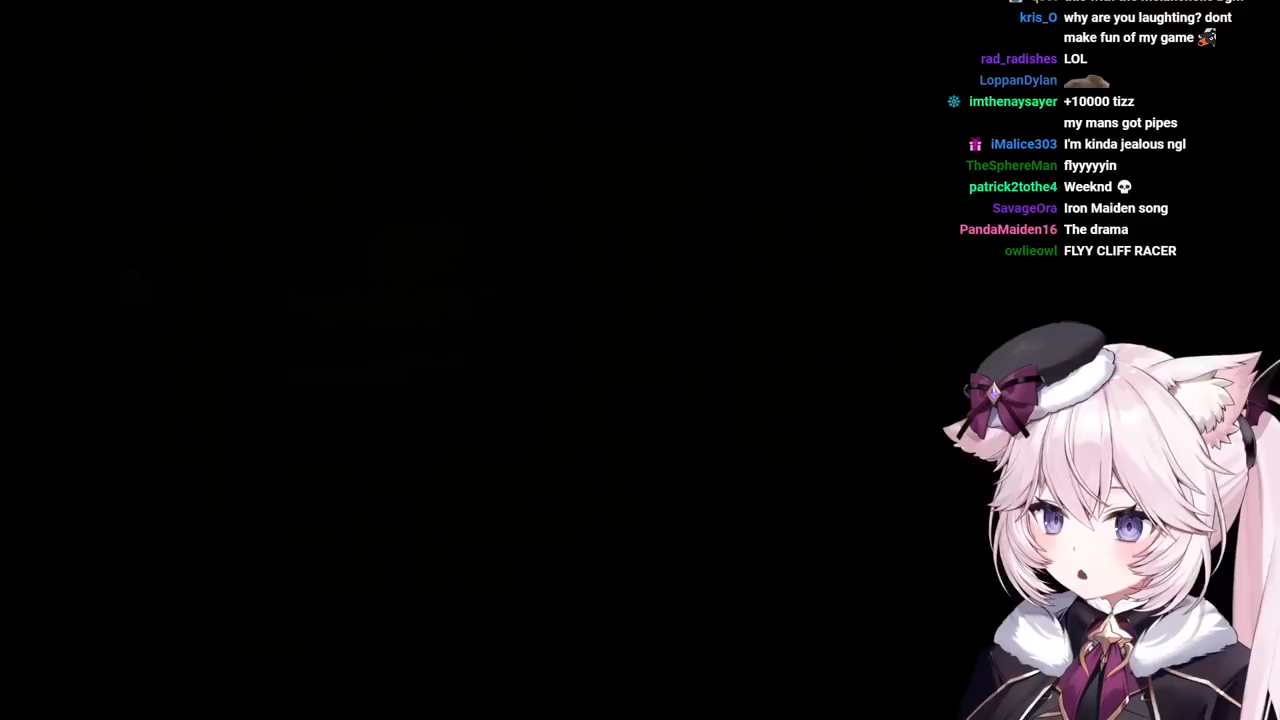 kris_O why are you laughting? dont
make fun of my game
rad_radishes LOL
LoppanDylan
imthenaysayer +10000 tizz
my mans got pipes
iMalice303 I'm kinda jealous ngl
TheSphereMan flyyyyyin
patrick2tothe4 Weeknd 💀
SavageOra Iron Maiden song
PandaMaiden16 The drama
owlieowl FLYY CLIFF RACER